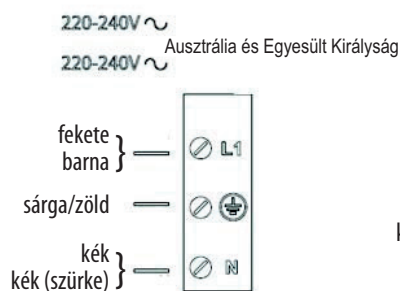 220-240V ~
220-240V ~ Ausztrália és Egyesült Királyság
fekete
barna
L1
sárga/zöld
kék
kék (szürke)
N
k